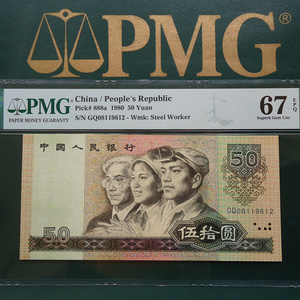 PMG®
PMG
PAPER MONEY GUARANTY
China / People's Republic
Pick# 888a 1980 50 Yuan
S/N GQ08119612 - Wmk: Steel Worker
67 EPQ
Superb Gem Unc
中国人民银行
50
GQ08119612
50
伍拾圆